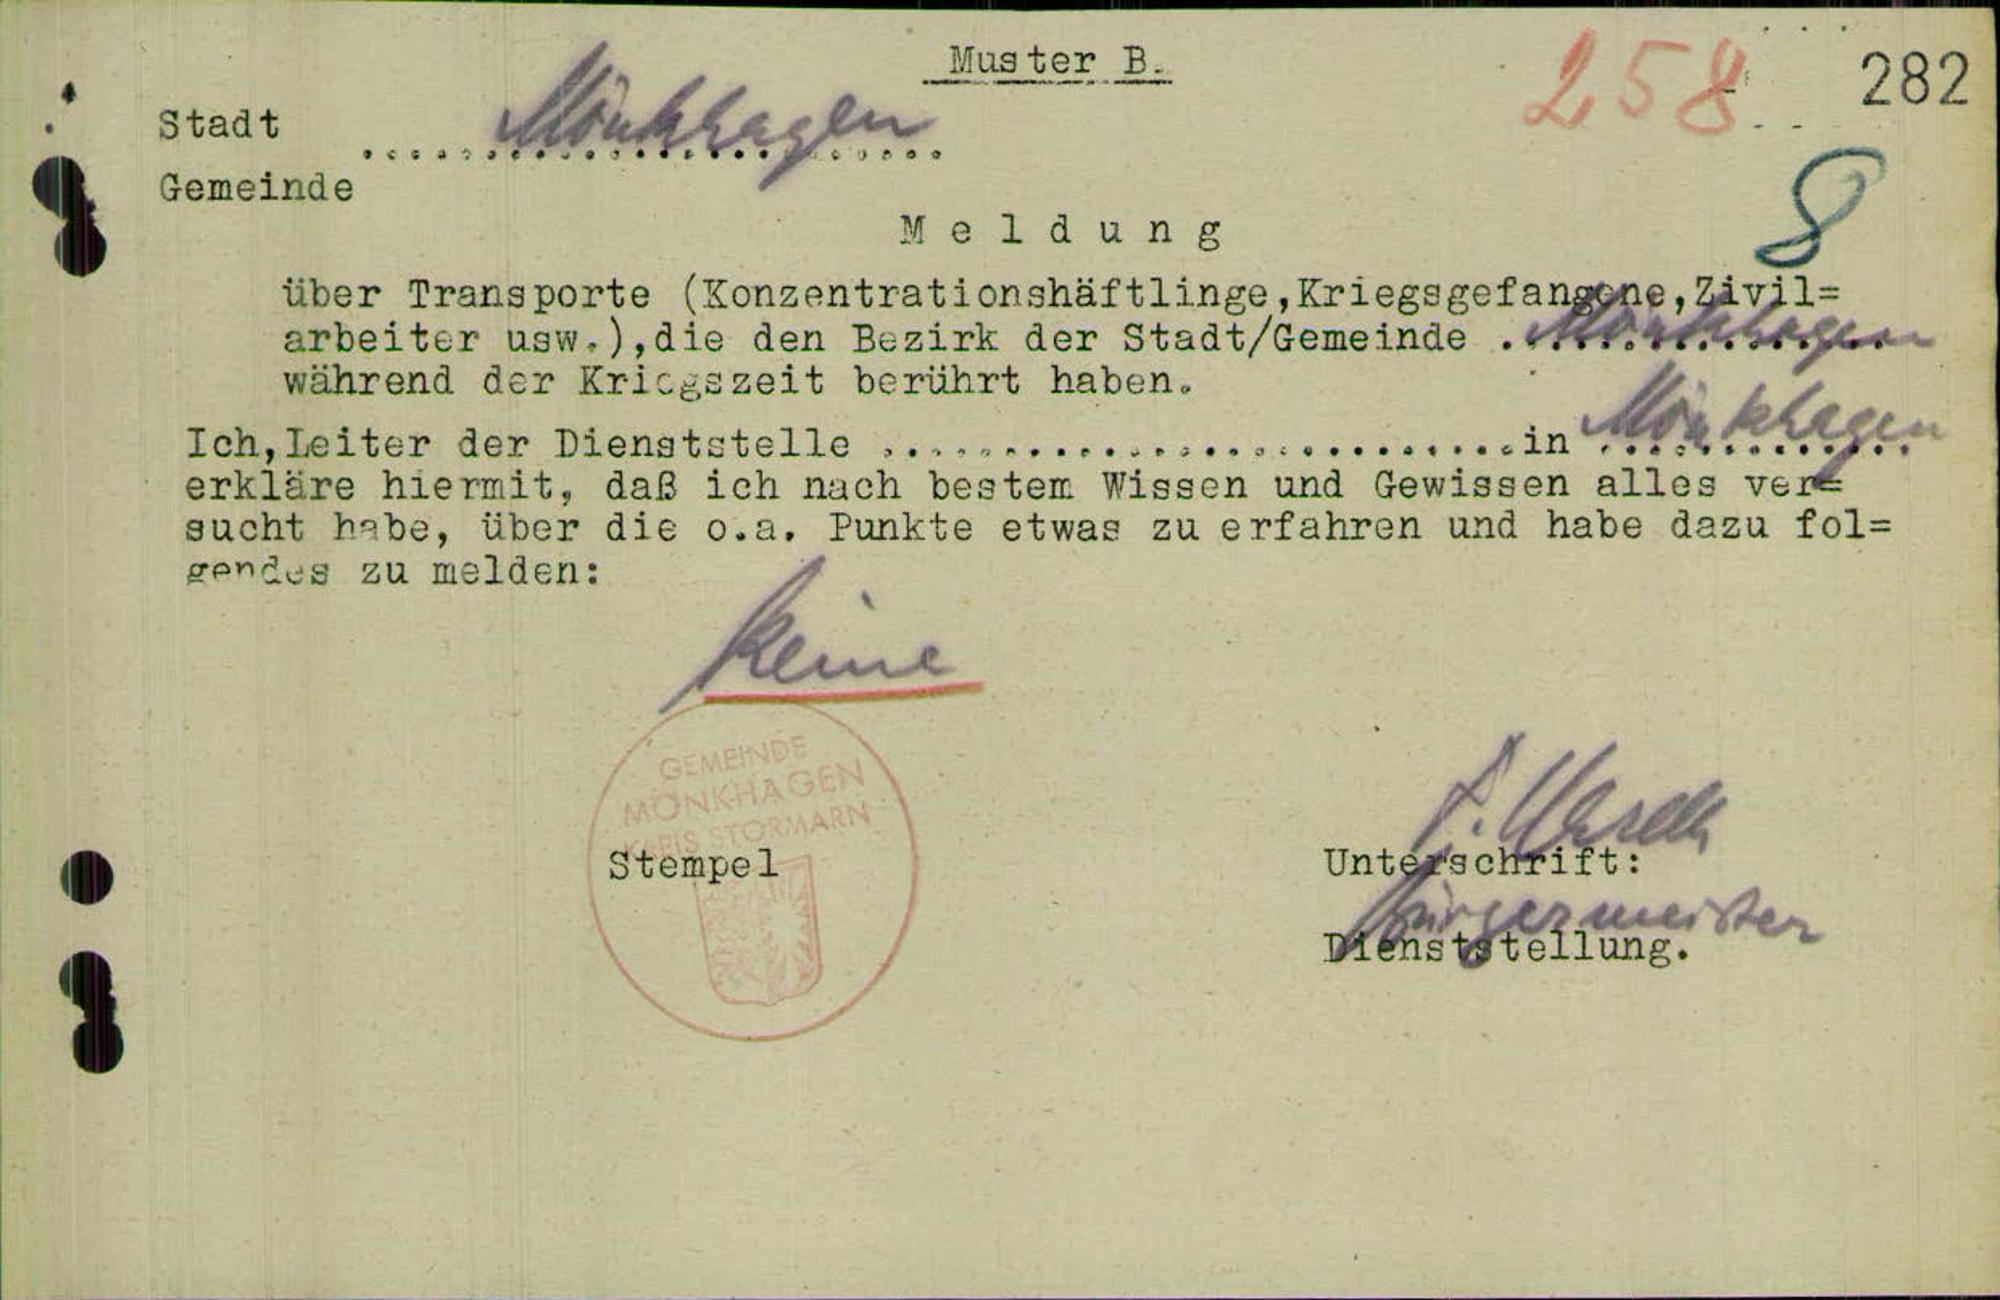 Muster B.
258 282
Stadt Mönkhagen
8
Gemeinde
Meldung
über Transporte (Konzentrationshäftlinge,Kriegsgefangene,Zivil=
arbeiter usw.),die den Bezirk der Stadt/Gemeinde Mönkhagen
während der Kriegszeit berührt haben.
Ich,Leiter der Dienststelle ..........................in Mönkhagen
erkläre hiermit, daß ich nach bestem Wissen und Gewissen alles ver=
sucht habe, über die o.a. Punkte etwas zu erfahren und habe dazu fol=
gendes zu melden:
keine
GEMEINDE
MÖNKHAGEN
KREIS STORMARN
Stempel
Unterschrift:
Bürgermeister
Dienststellung.